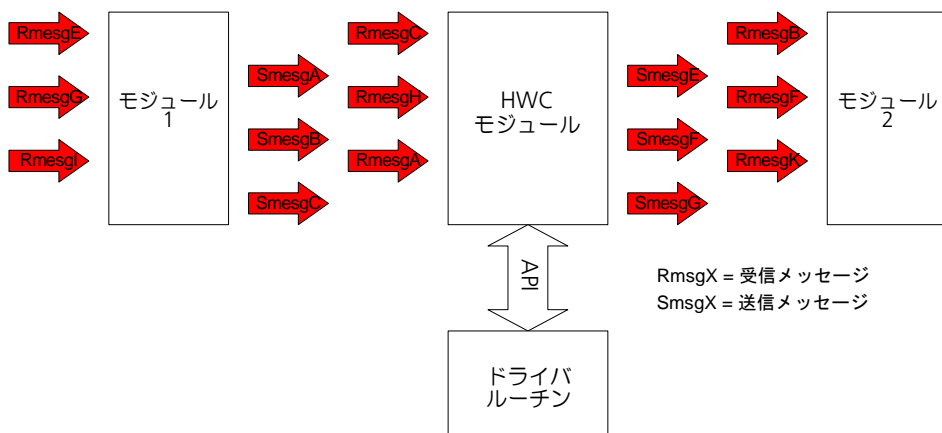 RmesgE
RmesgG
RmesgI
モジュール
1
SmesgA
SmesgB
SmesgC
RmesgC
RmesgH
RmesgA
HWC
モジュール
SmesgE
SmesgF
SmesgG
RmesgB
RmesgF
RmesgK
モジュール
2
API
RmsgX = 受信メッセージ
SmsgX = 送信メッセージ
ドライバ
ルーチン